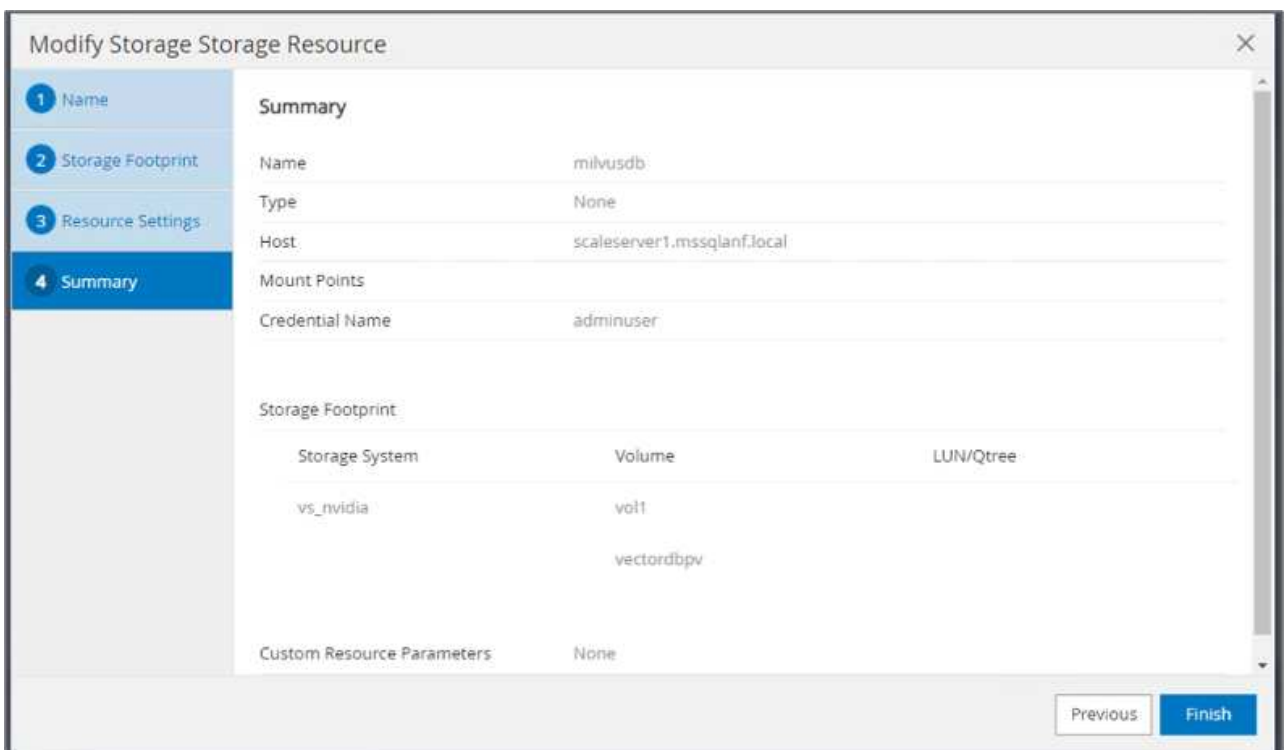 Modify Storage Storage Resource
1 Name
2 Storage Footprint
3 Resource Settings
4 Summary
Summary
Name milvusdb
Type None
Host scaleserver1.mssqlanf.local
Mount Points
Credential Name adminuser
Storage Footprint
Storage System Volume LUN/Qtree
vs_nvidia vol1
vectordbpv
Custom Resource Parameters None
Previous Finish